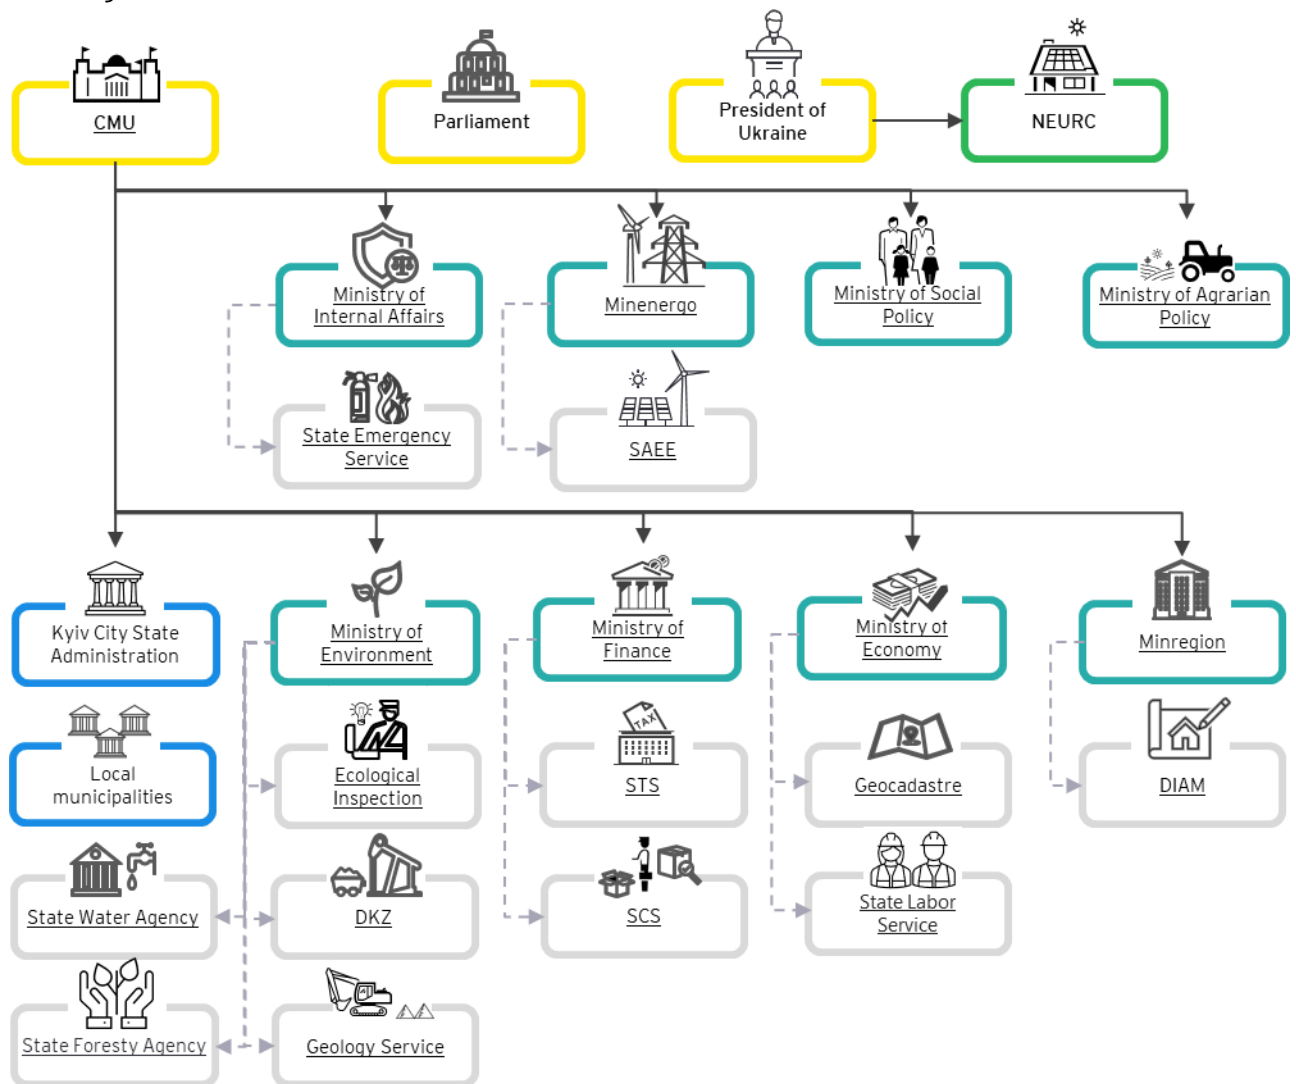 CMU
Parliament
President of
Ukraine
NEURC
Ministry of
Internal Affairs
Minenergo
Ministry of Social
Policy
Ministry of Agrarian
Policy
State Emergency
Service
SAEE
Kyiv City State
Administration
Ministry of
Environment
Ministry of
Finance
Ministry of
Economy
Minregion
Local
municipalities
Ecological
Inspection
TAX
STS
Geocadastre
DIAM
State Water Agency
DKZ
SCS
State Labor
Service
State Foresty Agency
Geology Service